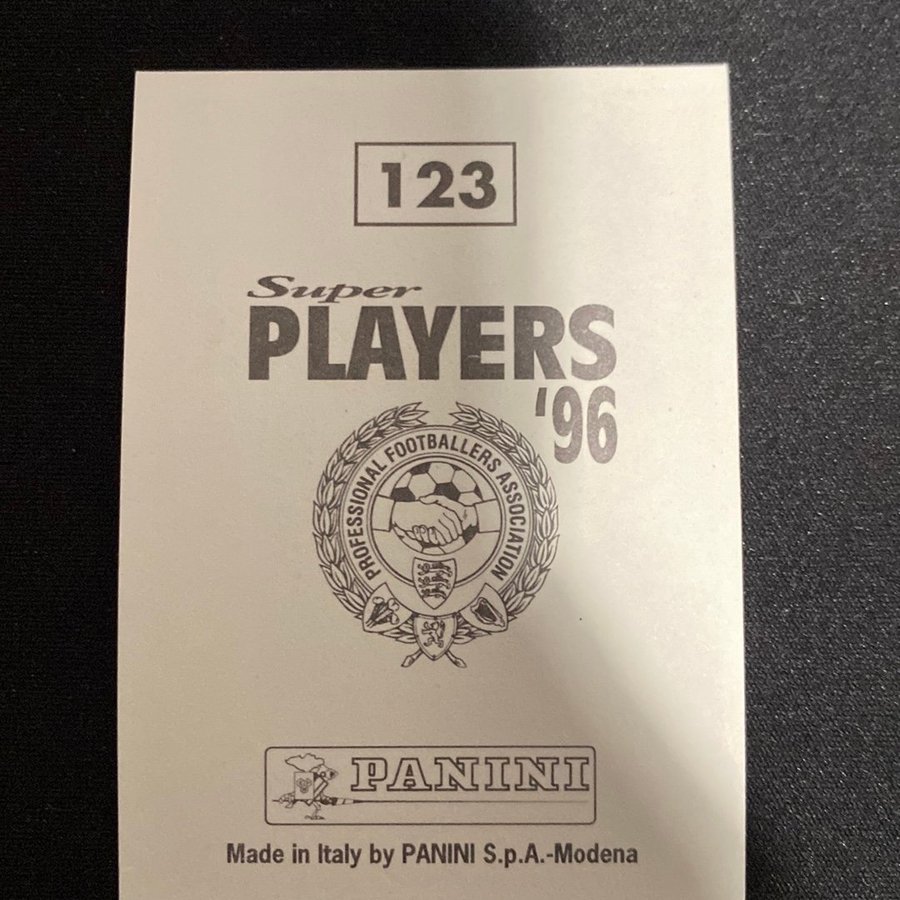 123
Super
PLAYERS
'96
PROFESSIONAL FOOTBALLERS ASSOCIATION
PANINI
Made in Italy by PANINI S.p.A.-Modena